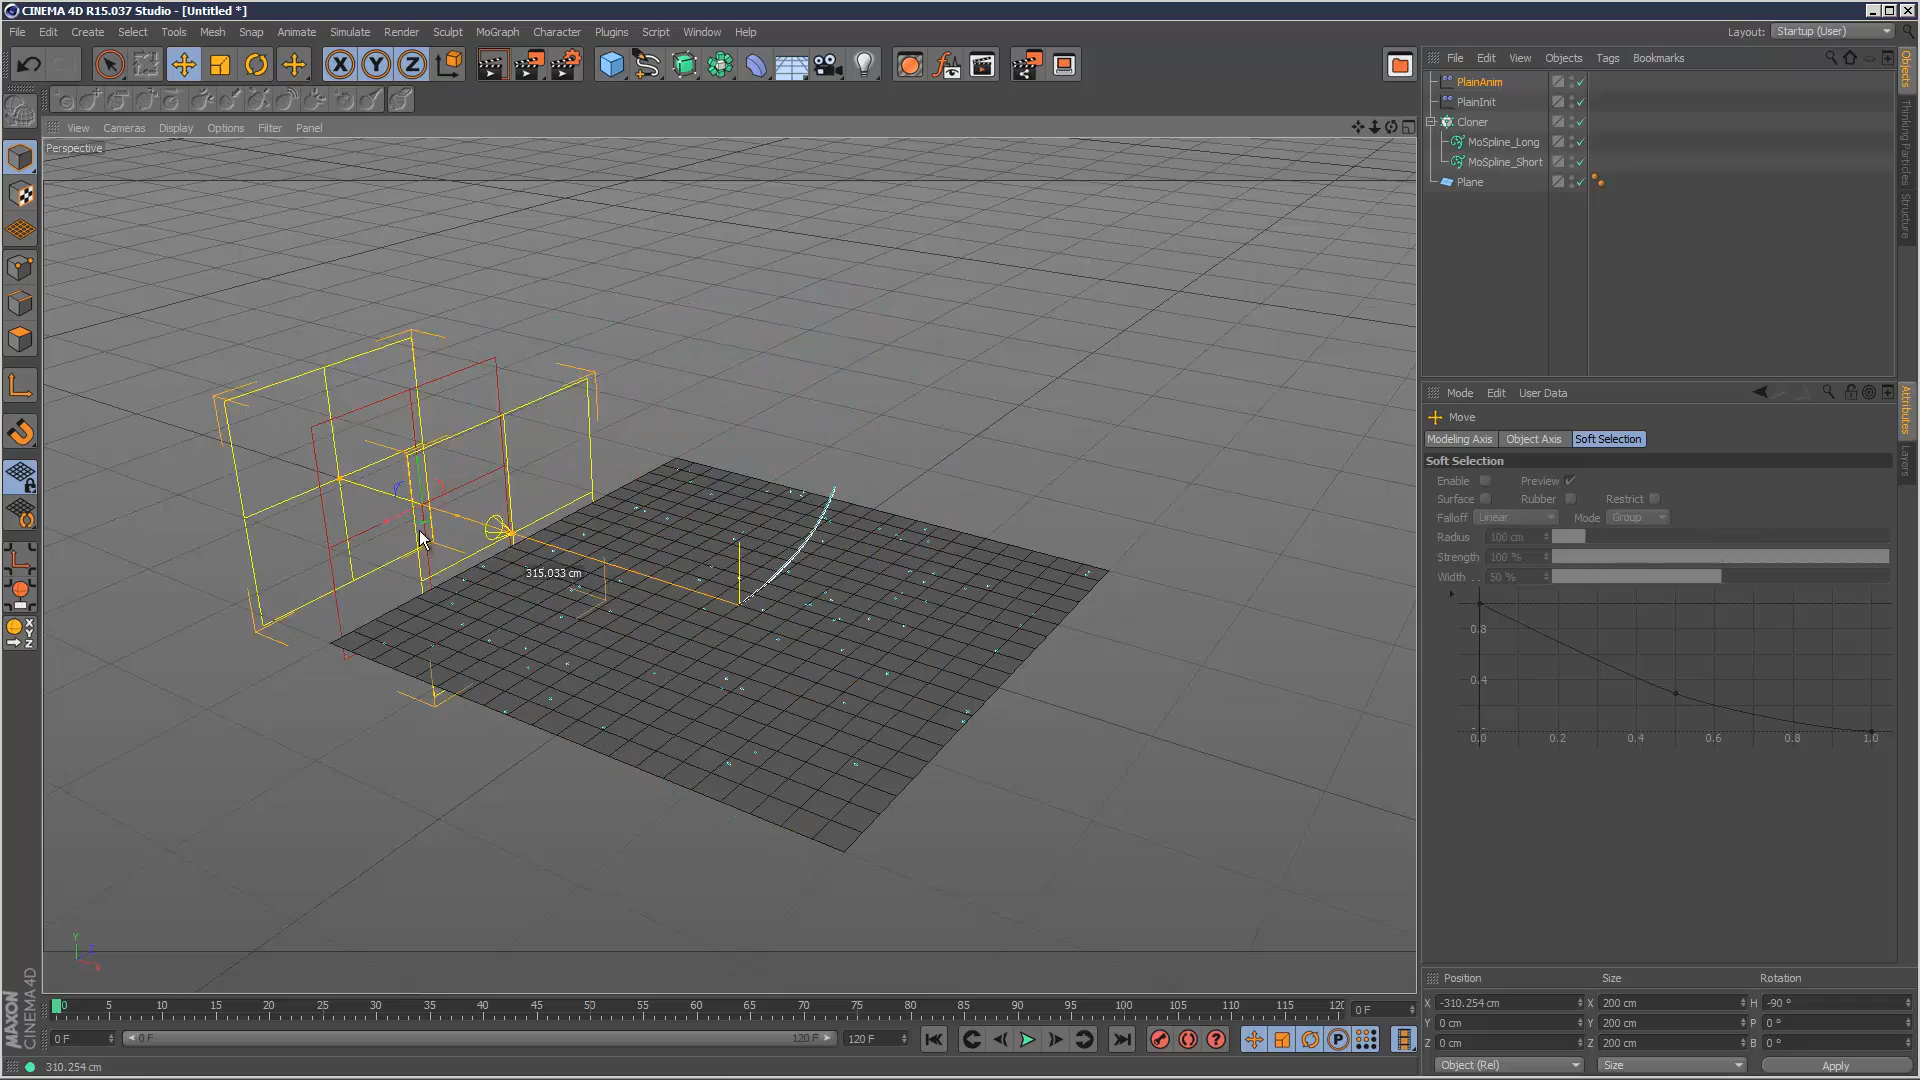 CINEMA 4D R15.037 Studio - [Untitled *]
File Edit Create Select Tools Mesh Snap Animate Simulate Render Sculpt MoGraph Character Plugins Script Window Help
Layout: Startup (User)
X Y Z
File Edit View Objects Tags Bookmarks
PlainAnim
PlainInit
Cloner
MoSpline_Long
MoSpline_Short
Plane
Objects
Thinking Particles
Structure
View Cameras Display Options Filter Panel
Perspective
315.033 cm
Mode Edit User Data
Move
Modeling Axis Object Axis Soft Selection
Soft Selection
Enable Preview
Surface Rubber Restrict
Falloff Linear Mode Group
Radius 100 cm
Strength 100 %
Width . . 50 %
0.8
0.4
0.0 0.2 0.4 0.6 0.8 1.0
Attributes
Layers
X
Y
Z
Y
Z
X
MAXON
CINEMA 4D
0 5 10 15 20 25 30 35 40 45 50 55 60 65 70 75 80 85 90 95 100 105 110 115 120
0 F
0 F 0 F 120 F 120 F
P
310.254 cm
Position Size Rotation
X -310.254 cm X 200 cm H -90 °
Y 0 cm Y 200 cm P 0 °
Z 0 cm Z 200 cm B 0 °
Object (Rel) Size Apply